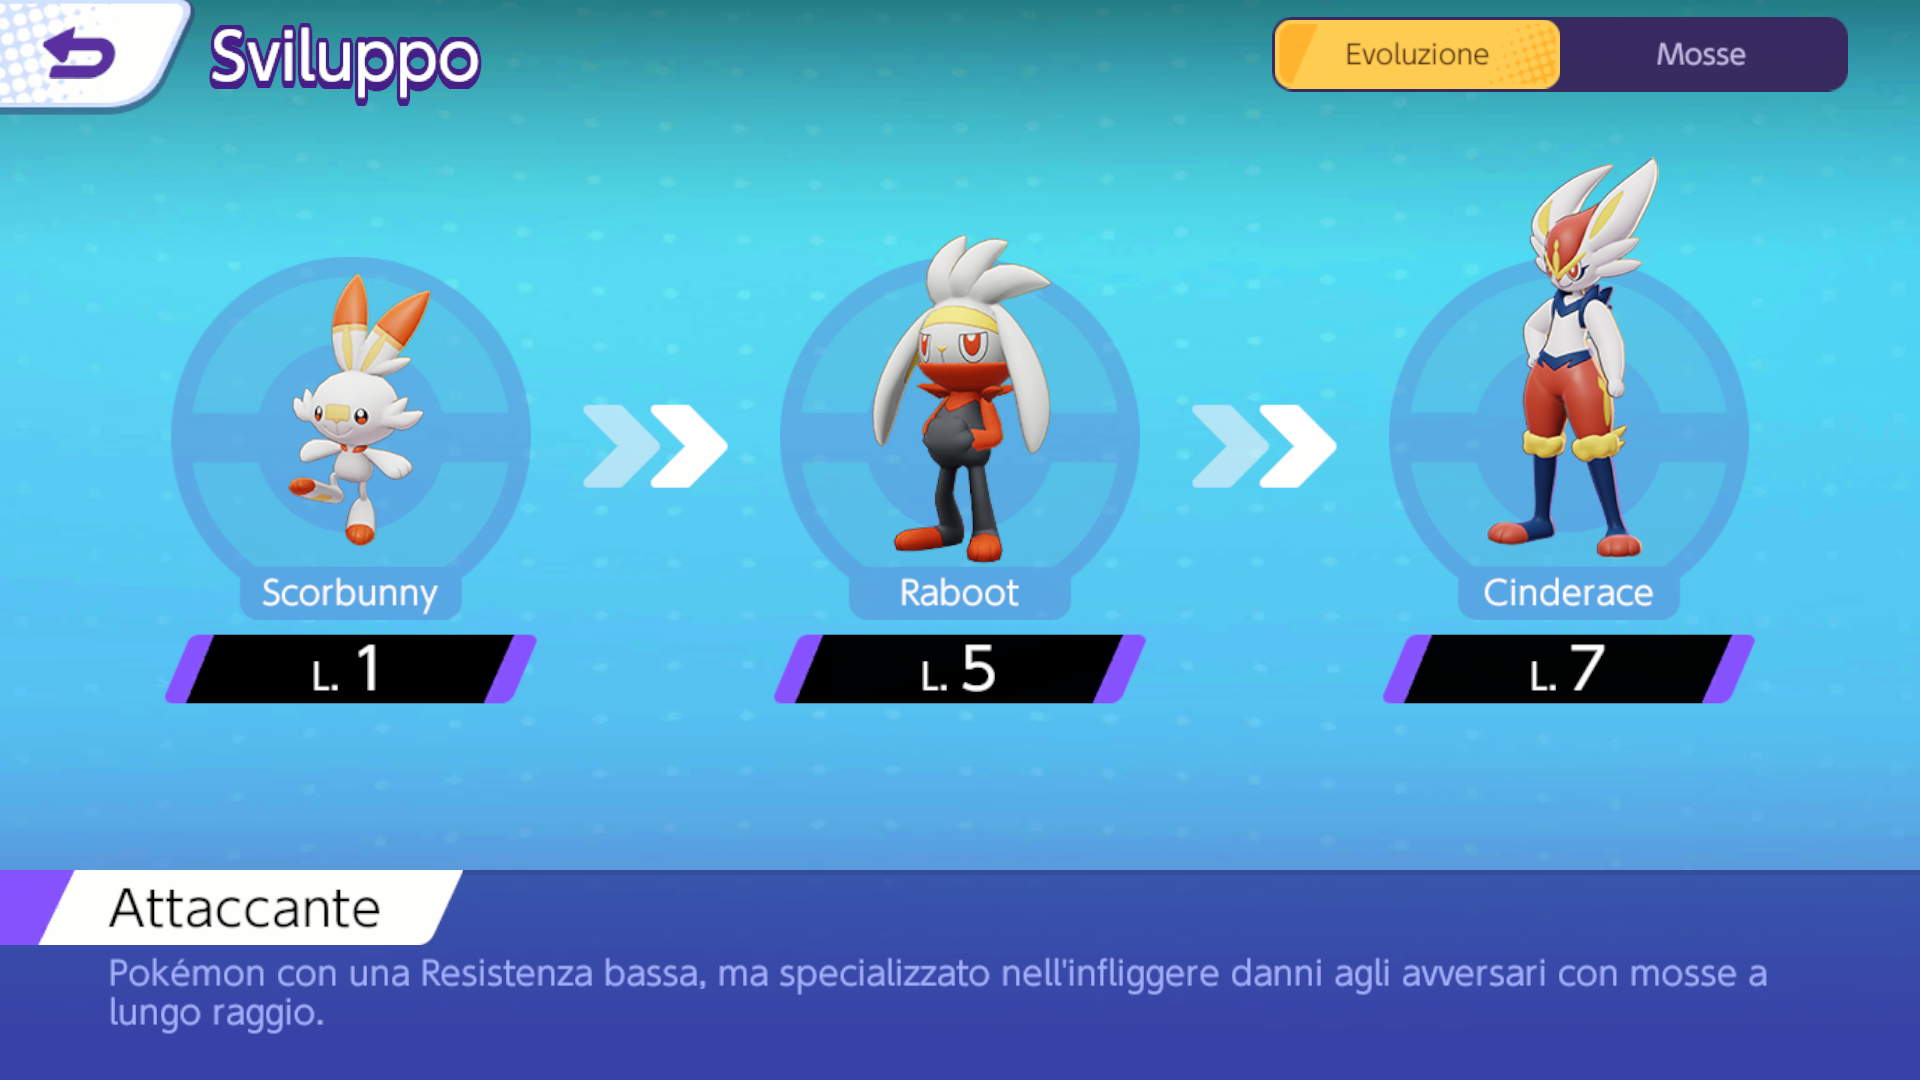 Sviluppo
Evoluzione
Mosse
Scorbunny
Raboot
Cinderace
L. 1
L. 5
L. 7
Attaccante
Pokémon con una Resistenza bassa, ma specializzato nell'infliggere danni agli avversari con mosse a
lungo raggio.